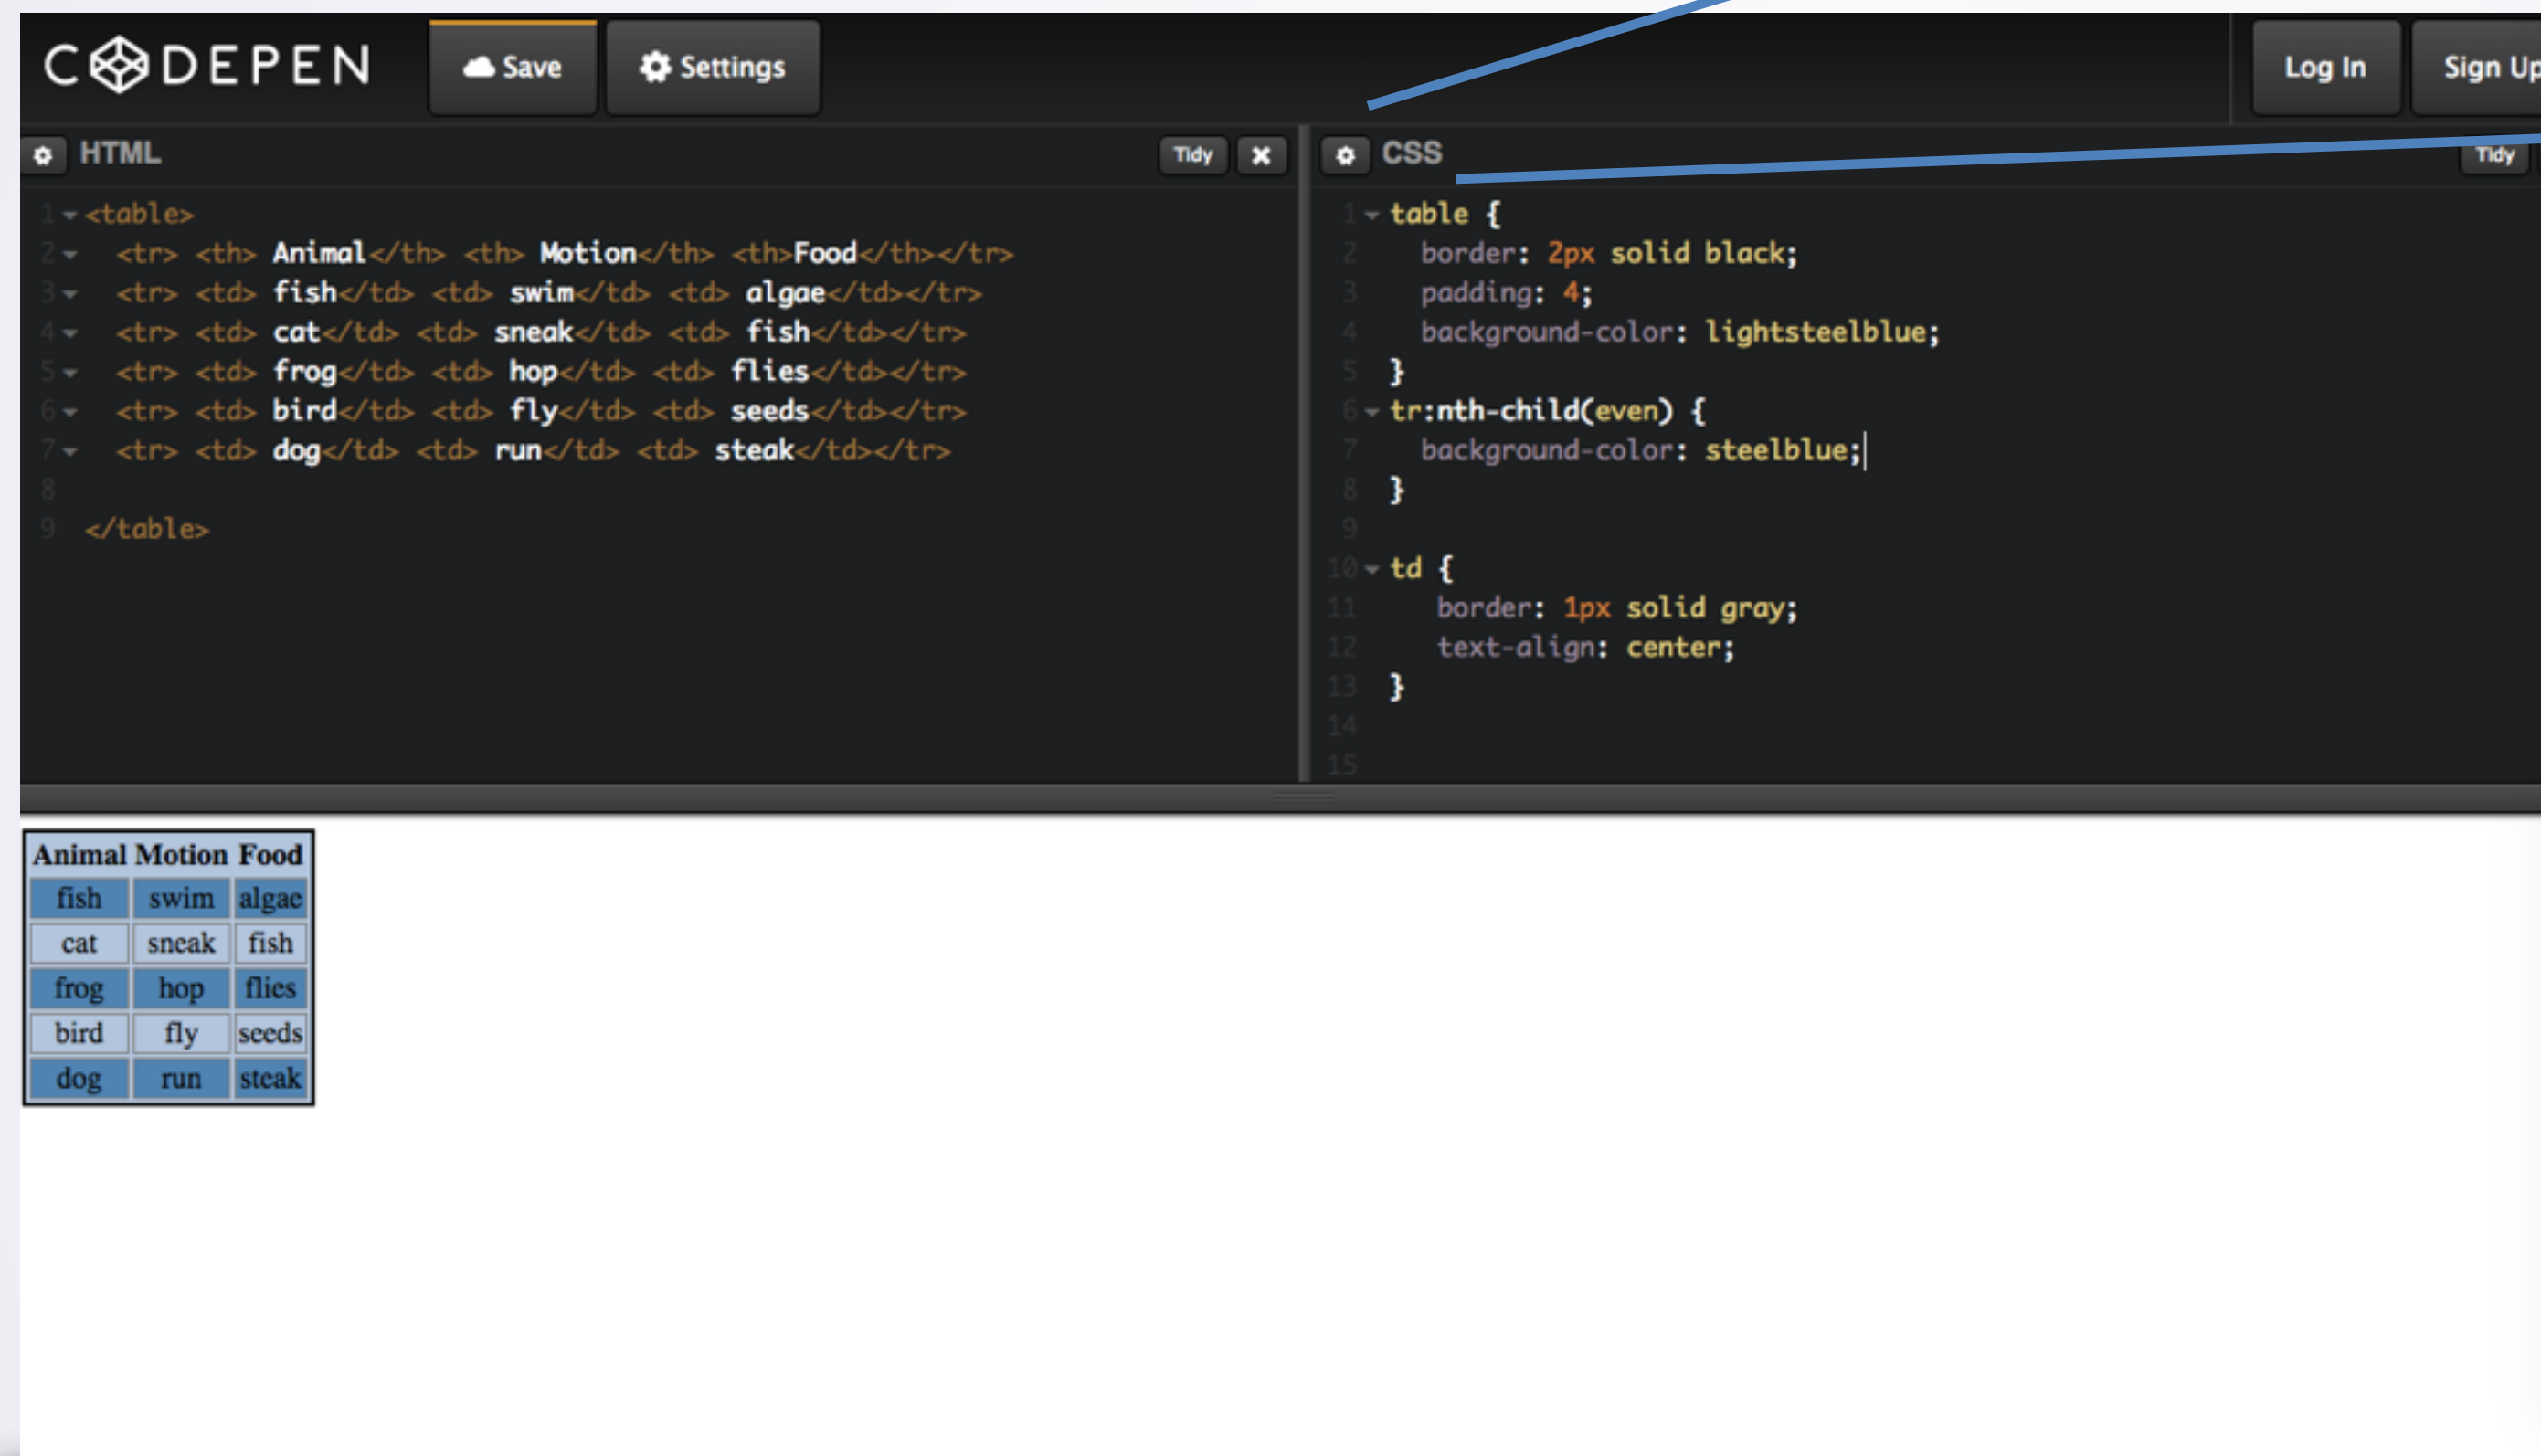 CODEPEN Save Settings Log In Sign Up
HTML Tidy
1 <table>
2 <tr> <th> Animal</th> <th> Motion</th> <th>Food</th></tr>
3 <tr> <td> fish</td> <td> swim</td> <td> algae</td></tr>
4 <tr> <td> cat</td> <td> sneak</td> <td> fish</td></tr>
5 <tr> <td> frog</td> <td> hop</td> <td> flies</td></tr>
6 <tr> <td> bird</td> <td> fly</td> <td> seeds</td></tr>
7 <tr> <td> dog</td> <td> run</td> <td> steak</td></tr>
8
9 </table>
CSS Tidy
1 table {
2 border: 2px solid black;
3 padding: 4;
4 background-color: lightsteelblue;
5 }
6 tr:nth-child(even) {
7 background-color: steelblue;
8 }
9
10 td {
11 border: 1px solid gray;
12 text-align: center;
13 }
14
15
Animal Motion Food
fish swim algae
cat sneak fish
frog hop flies
bird fly seeds
dog run steak